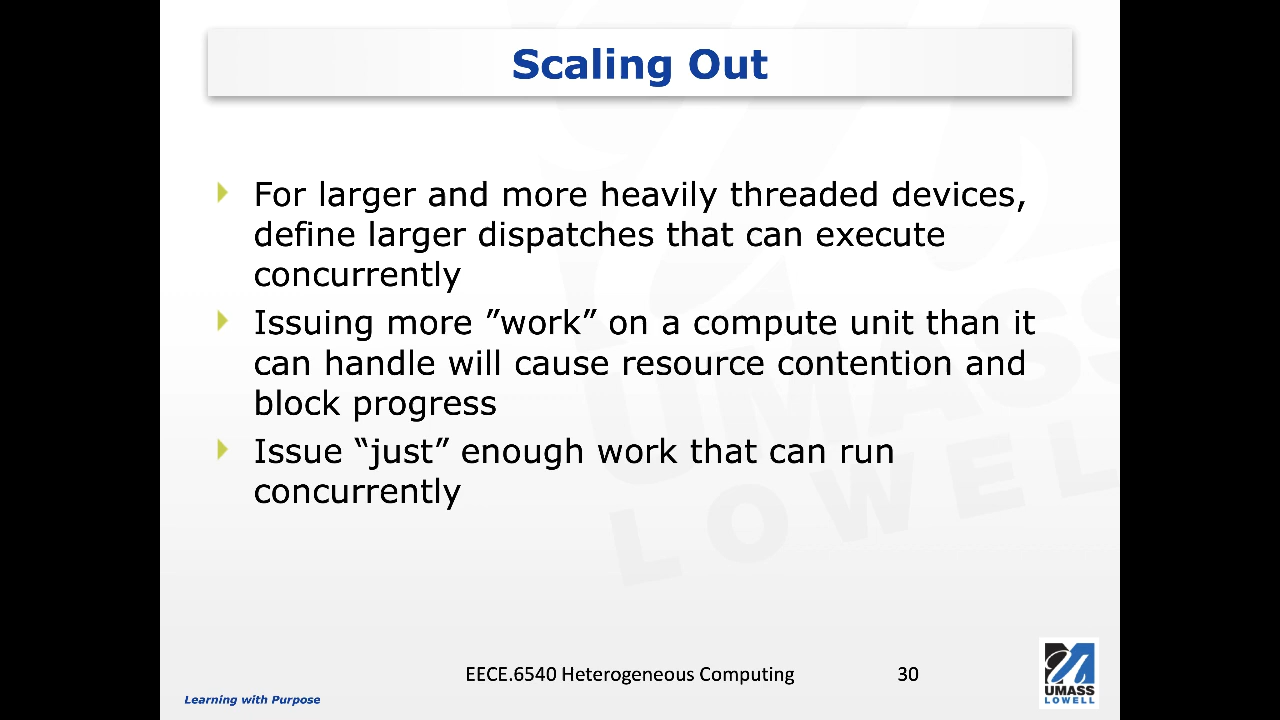 Scaling Out
For larger and more heavily threaded devices,
define larger dispatches that can execute
concurrently
Issuing more ”work” on a compute unit than it
can handle will cause resource contention and
block progress
Issue “just” enough work that can run
concurrently
UMASS
LOWELL
EECE.6540 Heterogeneous Computing
30
UMASS
LOWELL
Learning with Purpose